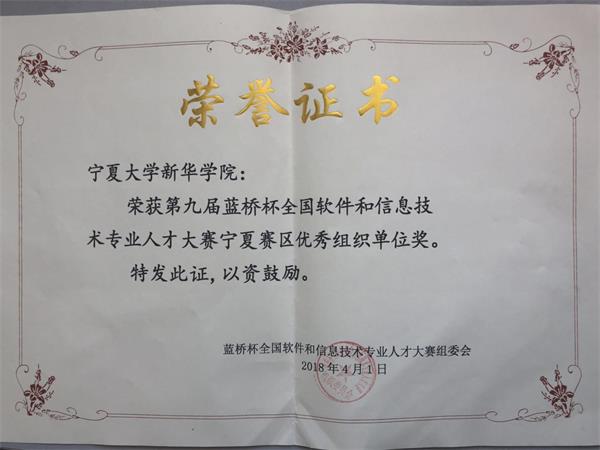 荣誉证书
宁夏大学新华学院：
荣获第九届蓝桥杯全国软件和信息技
术专业人才大赛宁夏赛区优秀组织单位奖。
特发此证，以资鼓励。
蓝桥杯全国软件和信息技术专业人才大赛组委会
2018年4月1日